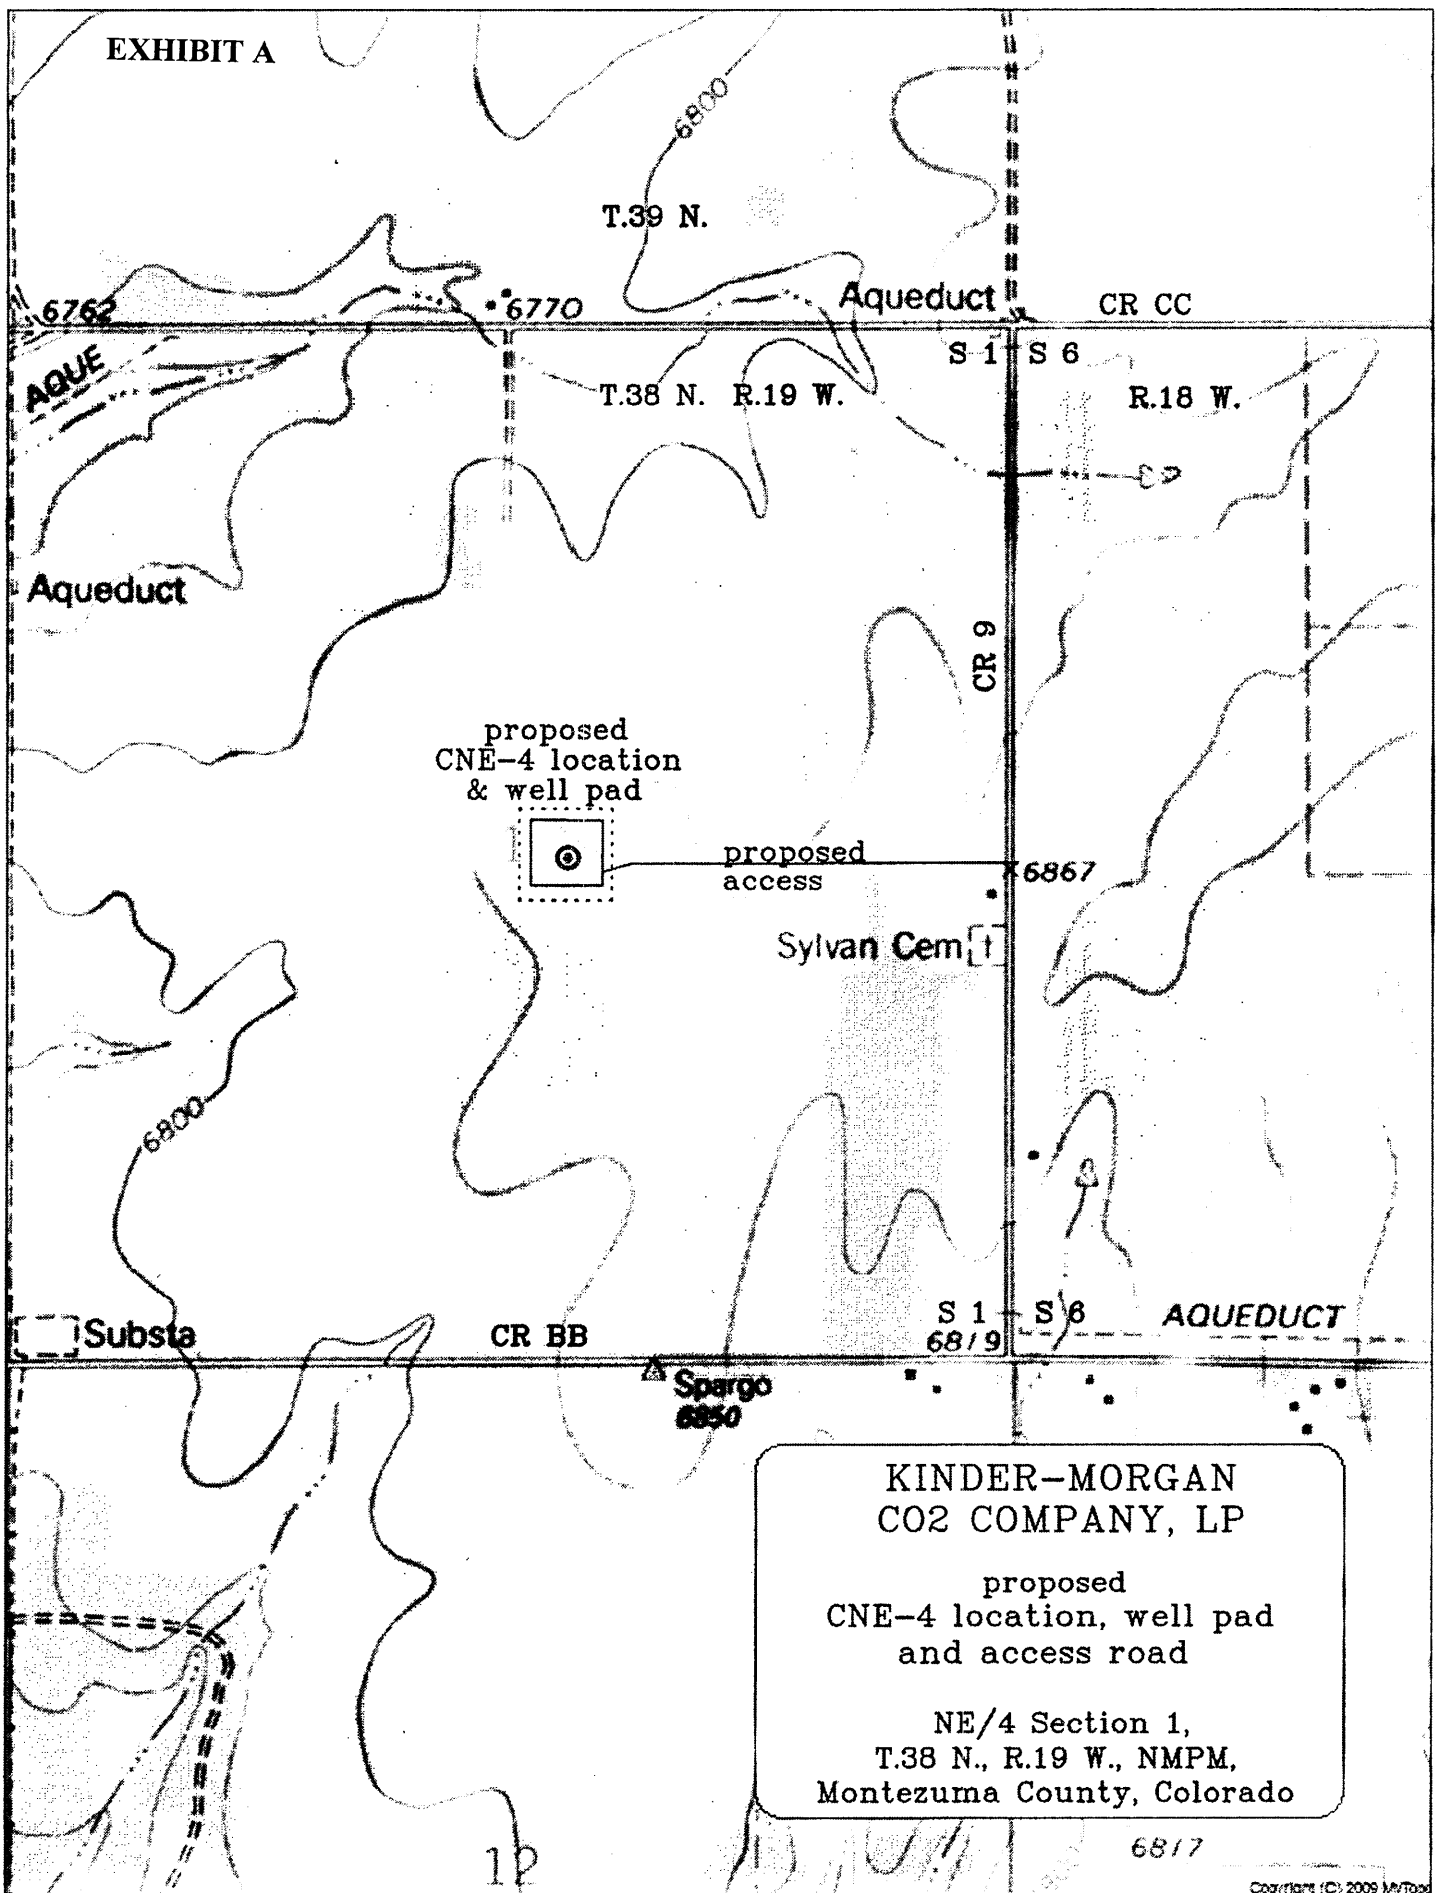 EXHIBIT A
6800
T.39 N.
6762
6770
Aqueduct
CR CC
AQUE
S 1
S 6
T.38 N. R.19 W.
R.18 W.
Aqueduct
CR 9
proposed
CNE-4 location
& well pad
proposed
access
6867
Sylvan Cem
6800
Substa
CR BB
S 1
S 6
AQUEDUCT
6819
Spargo
6850
KINDER-MORGAN
CO2 COMPANY, LP
proposed
CNE-4 location, well pad
and access road
NE/4 Section 1,
T.38 N., R.19 W., NMPM,
Montezuma County, Colorado
12
6817
Copyright (C) 2009 MyTopo